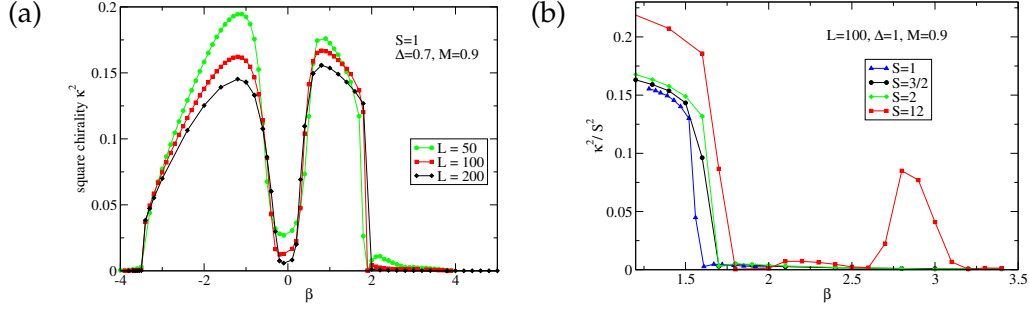 (a)
square chirality κ²
0.2
0.15
0.1
0.05
0
-4
-2
0
2
4
β
S=1
Δ=0.7, M=0.9
L = 50
L = 100
L = 200
(b)
κ²/ S²
0.2
0.15
0.1
0.05
0
1.5
2
2.5
3
3.5
β
L=100, Δ=1, M=0.9
S=1
S=3/2
S=2
S=12